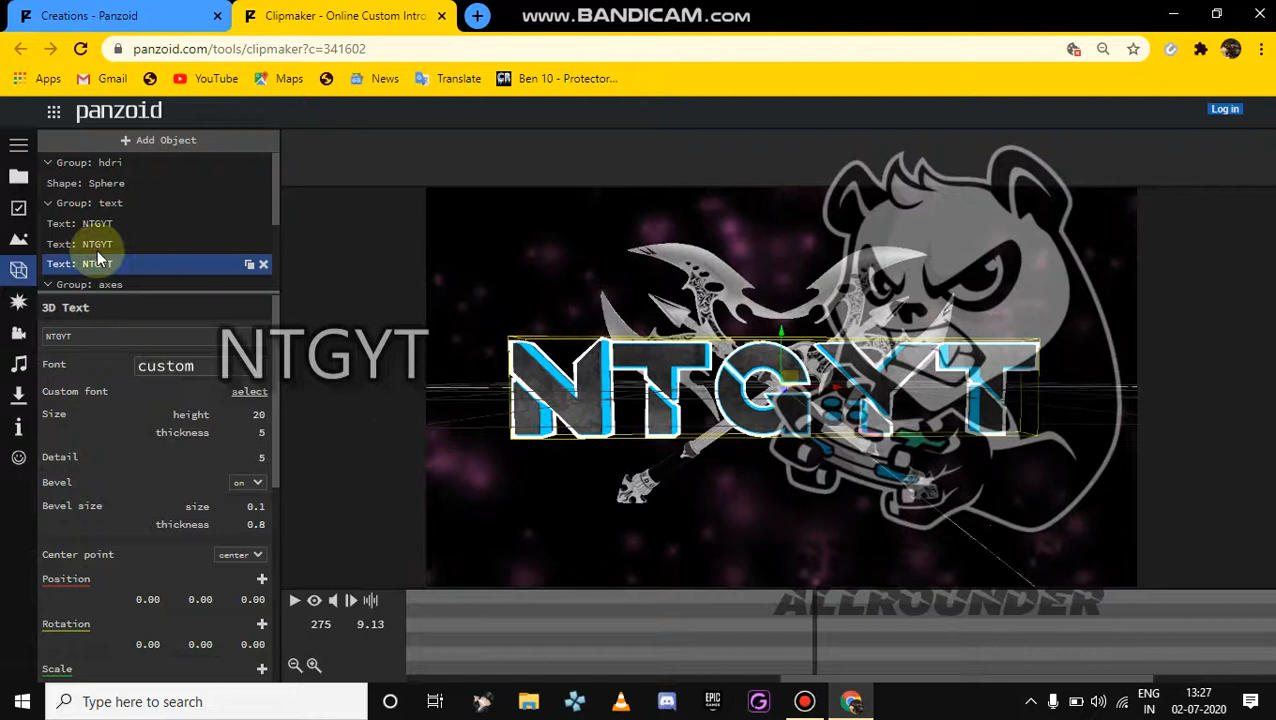 Creations - Panzoid
Clipmaker - Online Custom Intro
www.BANDICAM.com
panzoid.com/tools/clipmaker?c=341602
Apps
Gmail
YouTube
Maps
News
Translate
Ben 10 - Protector...
panzoid
Log in
+ Add Object
Group: hdri
Shape: Sphere
Group: text
Text: NTGYT
Text: NTGYT
Text: NTGYT
Group: axes
3D Text
NTGYT
NTGYT
NTGYT
Font custom
Custom font select
Size height 20
thickness 5
Detail 5
Bevel on
Bevel size size 0.1
thickness 0.8
Center point center
Position +
0.00 0.00 0.00
Rotation +
0.00 0.00 0.00
Scale +
275 9.13
ALLROUNDER
Type here to search
ENG
IN
13:27
02-07-2020